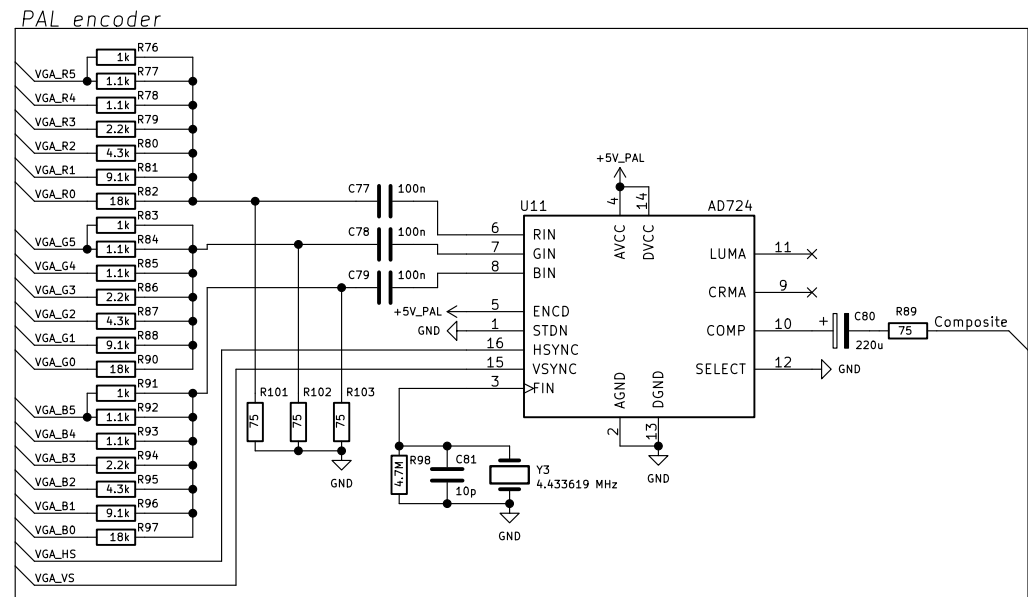 PAL encoder
R76
1k
VGA_R5
R77
1.1k
VGA_R4
R78
1.1k
VGA_R3
R79
2.2k
VGA_R2
R80
4.3k
VGA_R1
R81
9.1k
VGA_R0
R82
18k
R83
1k
VGA_G5
R84
1.1k
VGA_G4
R85
1.1k
VGA_G3
R86
2.2k
VGA_G2
R87
4.3k
VGA_G1
R88
9.1k
VGA_G0
R90
18k
R91
1k
VGA_B5
R92
1.1k
VGA_B4
R93
1.1k
VGA_B3
R94
2.2k
VGA_B2
R95
4.3k
VGA_B1
R96
9.1k
VGA_B0
R97
18k
VGA_HS
VGA_VS
C77 100n
C78 100n
C79 100n
R101 R102 R103
75 75 75
GND
+5V_PAL
U11 AD724
4 AVCC
14 DVCC
6 RIN
7 GIN
8 BIN
+5V_PAL 5 ENCD
GND 1 STDN
16 HSYNC
15 VSYNC
3 FIN
LUMA 11
CRMA 9
COMP 10
SELECT 12 GND
AGND 2
DGND 13
GND
+ C80
220u
R89
75
Composite
R98
4.7M
C81
10p
Y3
4.433619 MHz
GND